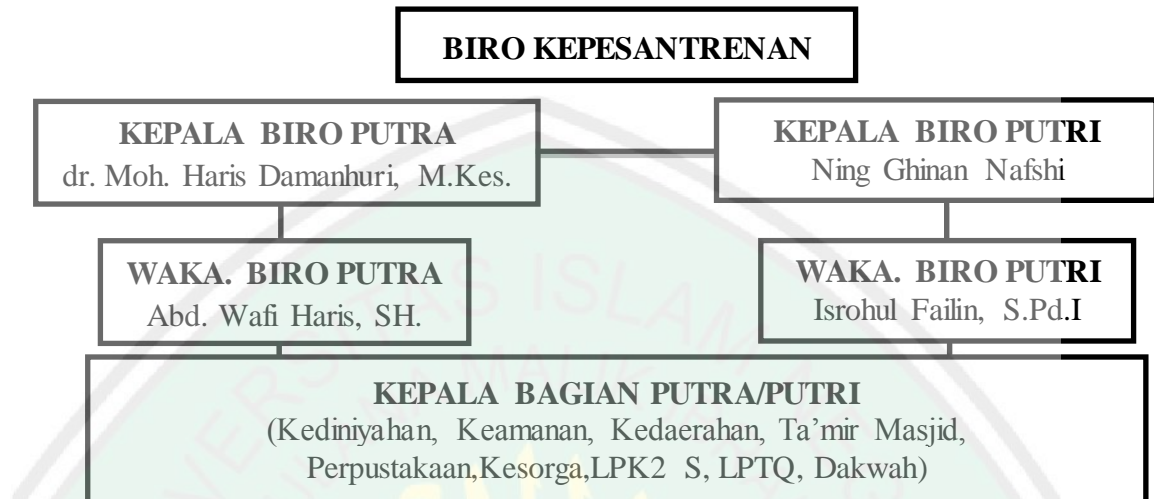 BIRO KEPESANTRENAN
KEPALA BIRO PUTRA
dr. Moh. Haris Damanhuri, M.Kes.
KEPALA BIRO PUTRI
Ning Ghinan Nafshi
WAKA. BIRO PUTRA
Abd. Wafi Haris, SH.
WAKA. BIRO PUTRI
Isrohul Failin, S.Pd.I
KEPALA BAGIAN PUTRA/PUTRI
(Kediniyahan, Keamanan, Kedaerahan, Ta’mir Masjid,
Perpustakaan,Kesorga,LPK2 S, LPTQ, Dakwah)